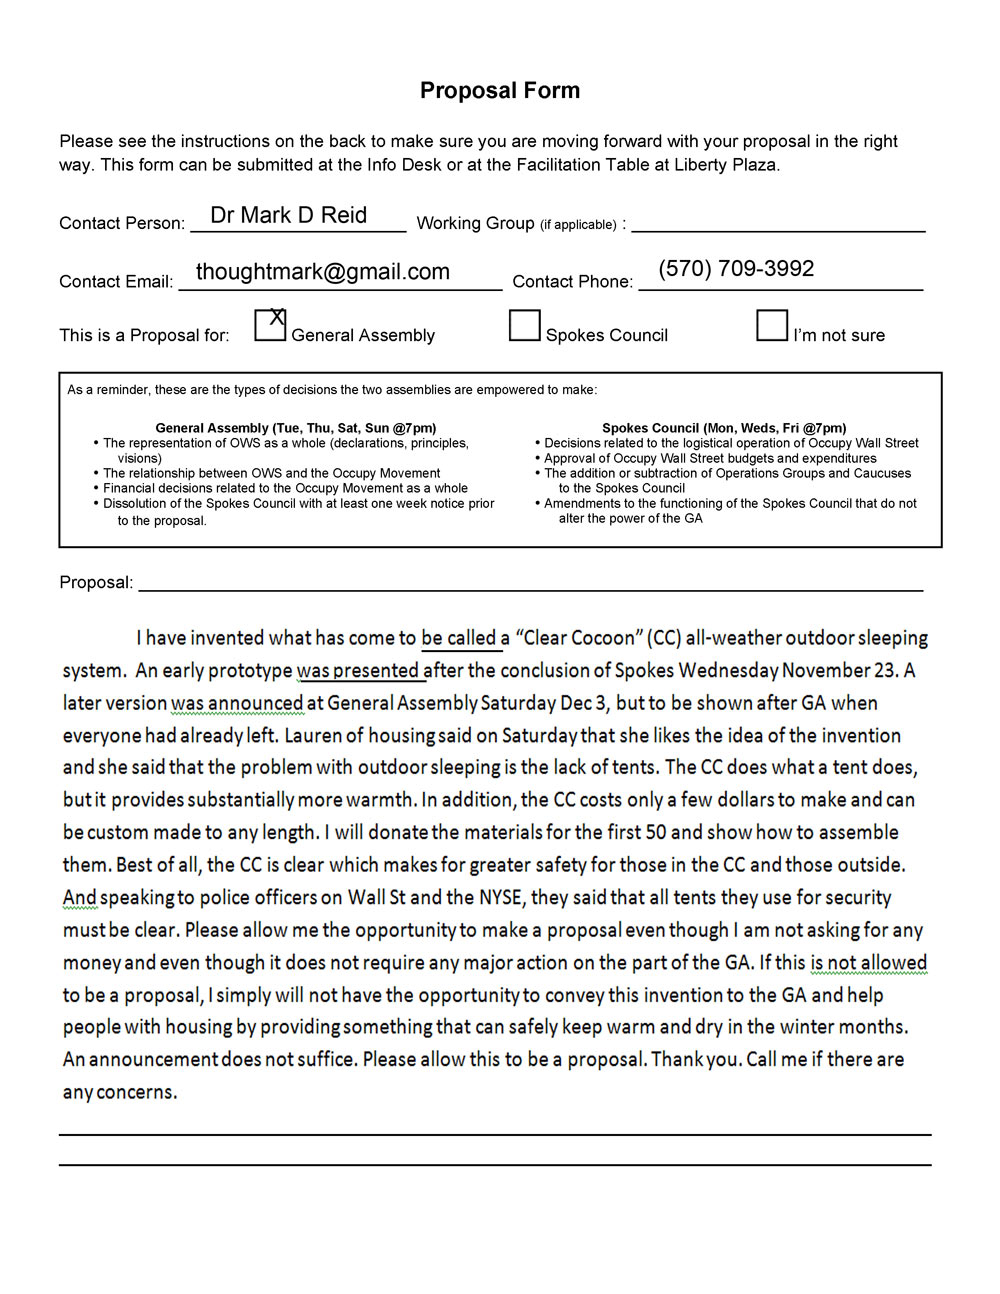 Proposal Form
Please see the instructions on the back to make sure you are moving forward with your proposal in the right
way. This form can be submitted at the Info Desk or at the Facilitation Table at Liberty Plaza.
Contact Person: Dr Mark D Reid Working Group (if applicable) :
Contact Email: thoughtmark@gmail.com Contact Phone: (570) 709-3992
This is a Proposal for: X General Assembly Spokes Council I'm not sure
As a reminder, these are the types of decisions the two assemblies are empowered to make:
General Assembly (Tue, Thu, Sat, Sun @7pm)
• The representation of OWS as a whole (declarations, principles,
visions)
• The relationship between OWS and the Occupy Movement
• Financial decisions related to the Occupy Movement as a whole
• Dissolution of the Spokes Council with at least one week notice prior
to the proposal.
Spokes Council (Mon, Weds, Fri @7pm)
• Decisions related to the logistical operation of Occupy Wall Street
• Approval of Occupy Wall Street budgets and expenditures
• The addition or subtraction of Operations Groups and Caucuses
to the Spokes Council
• Amendments to the functioning of the Spokes Council that do not
alter the power of the GA
Proposal:
I have invented what has come to be called a “Clear Cocoon” (CC) all-weather outdoor sleeping
system. An early prototype was presented after the conclusion of Spokes Wednesday November 23. A
later version was announced at General Assembly Saturday Dec 3, but to be shown after GA when
everyone had already left. Lauren of housing said on Saturday that she likes the idea of the invention
and she said that the problem with outdoor sleeping is the lack of tents. The CC does what a tent does,
but it provides substantially more warmth. In addition, the CC costs only a few dollars to make and can
be custom made to any length. I will donate the materials for the first 50 and show how to assemble
them. Best of all, the CC is clear which makes for greater safety for those in the CC and those outside.
And speaking to police officers on Wall St and the NYSE, they said that all tents they use for security
must be clear. Please allow me the opportunity to make a proposal even though I am not asking for any
money and even though it does not require any major action on the part of the GA. If this is not allowed
to be a proposal, I simply will not have the opportunity to convey this invention to the GA and help
people with housing by providing something that can safely keep warm and dry in the winter months.
An announcement does not suffice. Please allow this to be a proposal. Thank you. Call me if there are
any concerns.